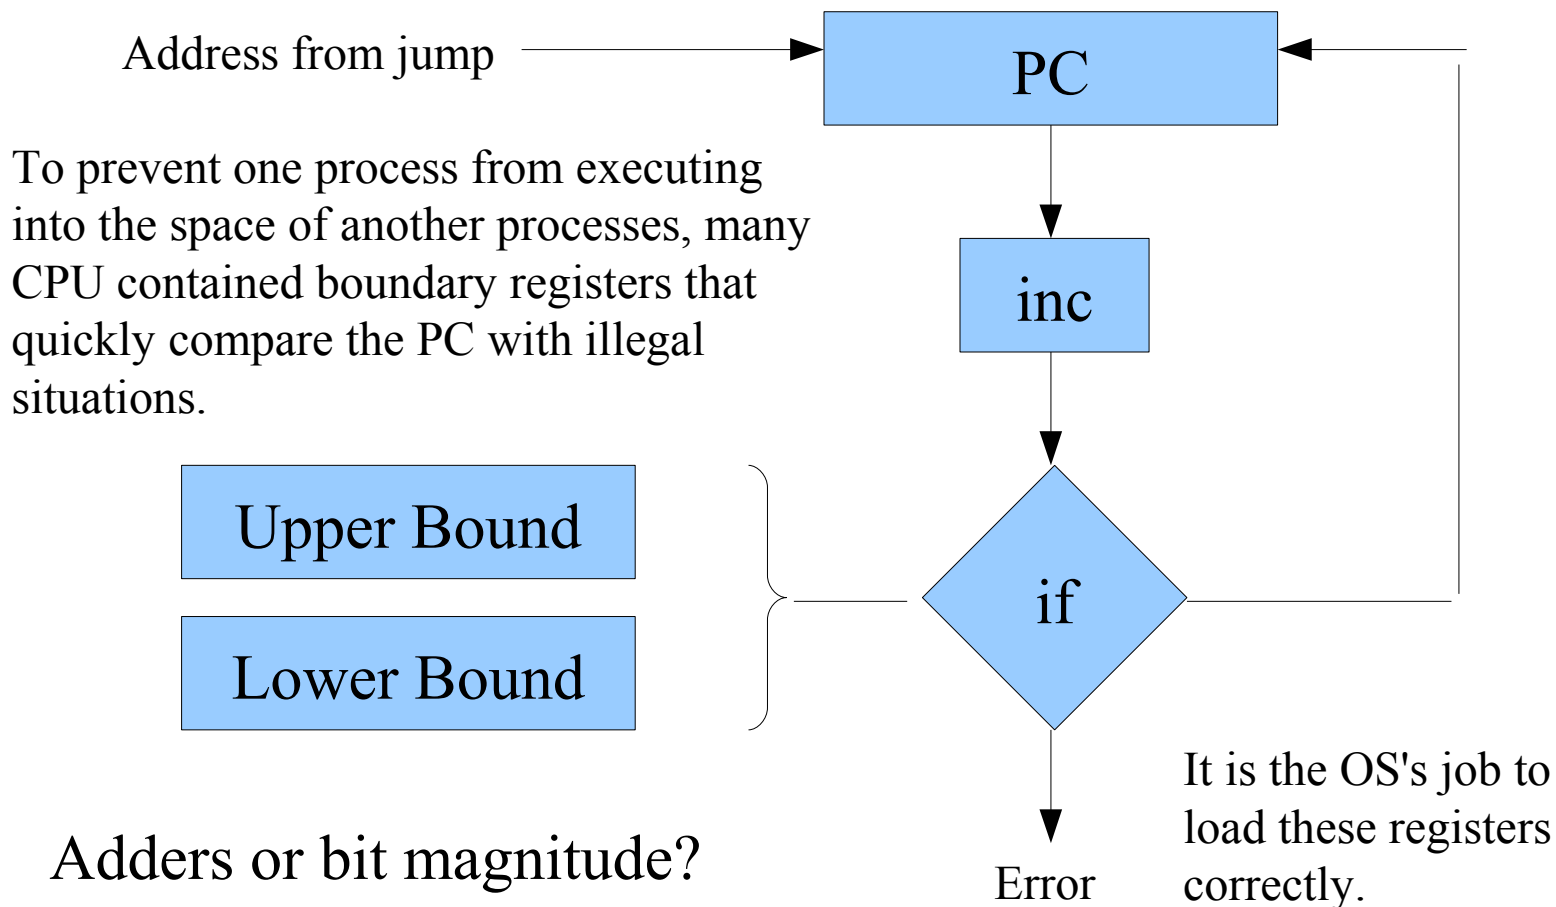 Address from jump
PC
To prevent one process from executing
into the space of another processes, many
CPU contained boundary registers that
quickly compare the PC with illegal
situations.
inc
Upper Bound
Lower Bound
if
It is the OS's job to
load these registers
correctly.
Adders or bit magnitude?
Error